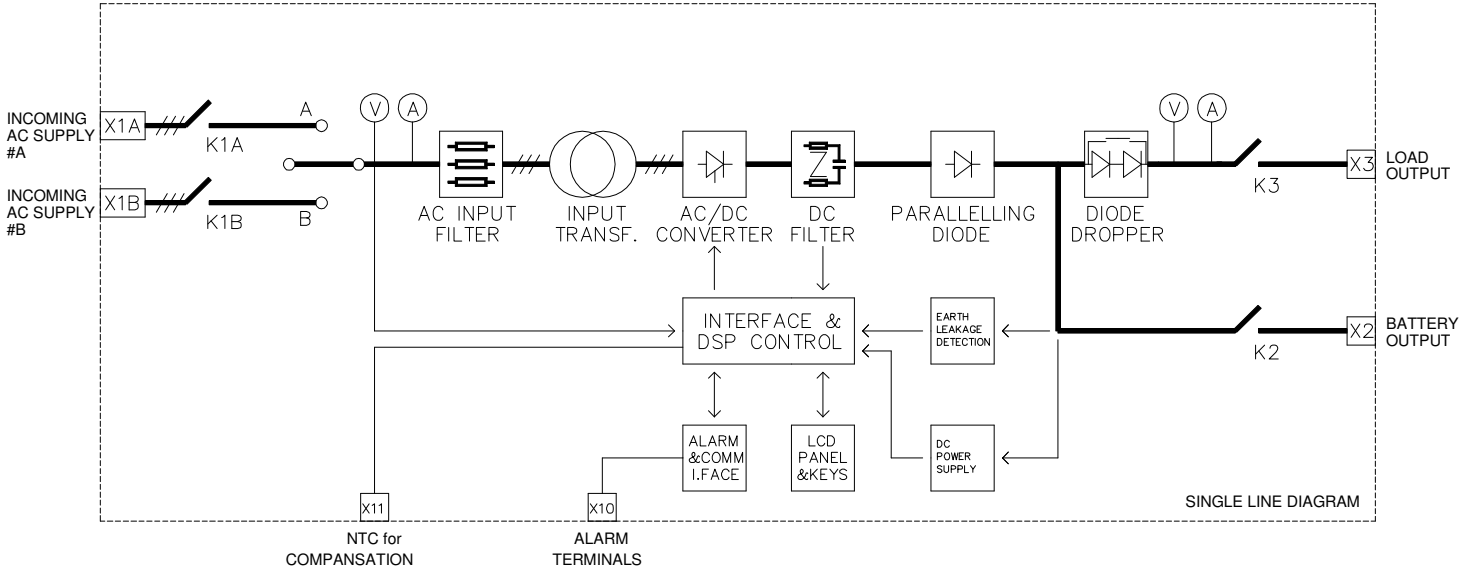 INCOMING
AC SUPPLY
#A
X1A
K1A
A
INCOMING
AC SUPPLY
#B
X1B
K1B
B
V
A
AC INPUT
FILTER
INPUT
TRANSF.
AC/DC
CONVERTER
DC
FILTER
PARALLELLING
DIODE
DIODE
DROPPER
V
A
K3
X3
LOAD
OUTPUT
INTERFACE &
DSP CONTROL
EARTH
LEAKAGE
DETECTION
K2
X2
BATTERY
OUTPUT
ALARM
&COMM
I.FACE
LCD
PANEL
&KEYS
DC
POWER
SUPPLY
X11
X10
SINGLE LINE DIAGRAM
NTC for
COMPANSATION
ALARM
TERMINALS